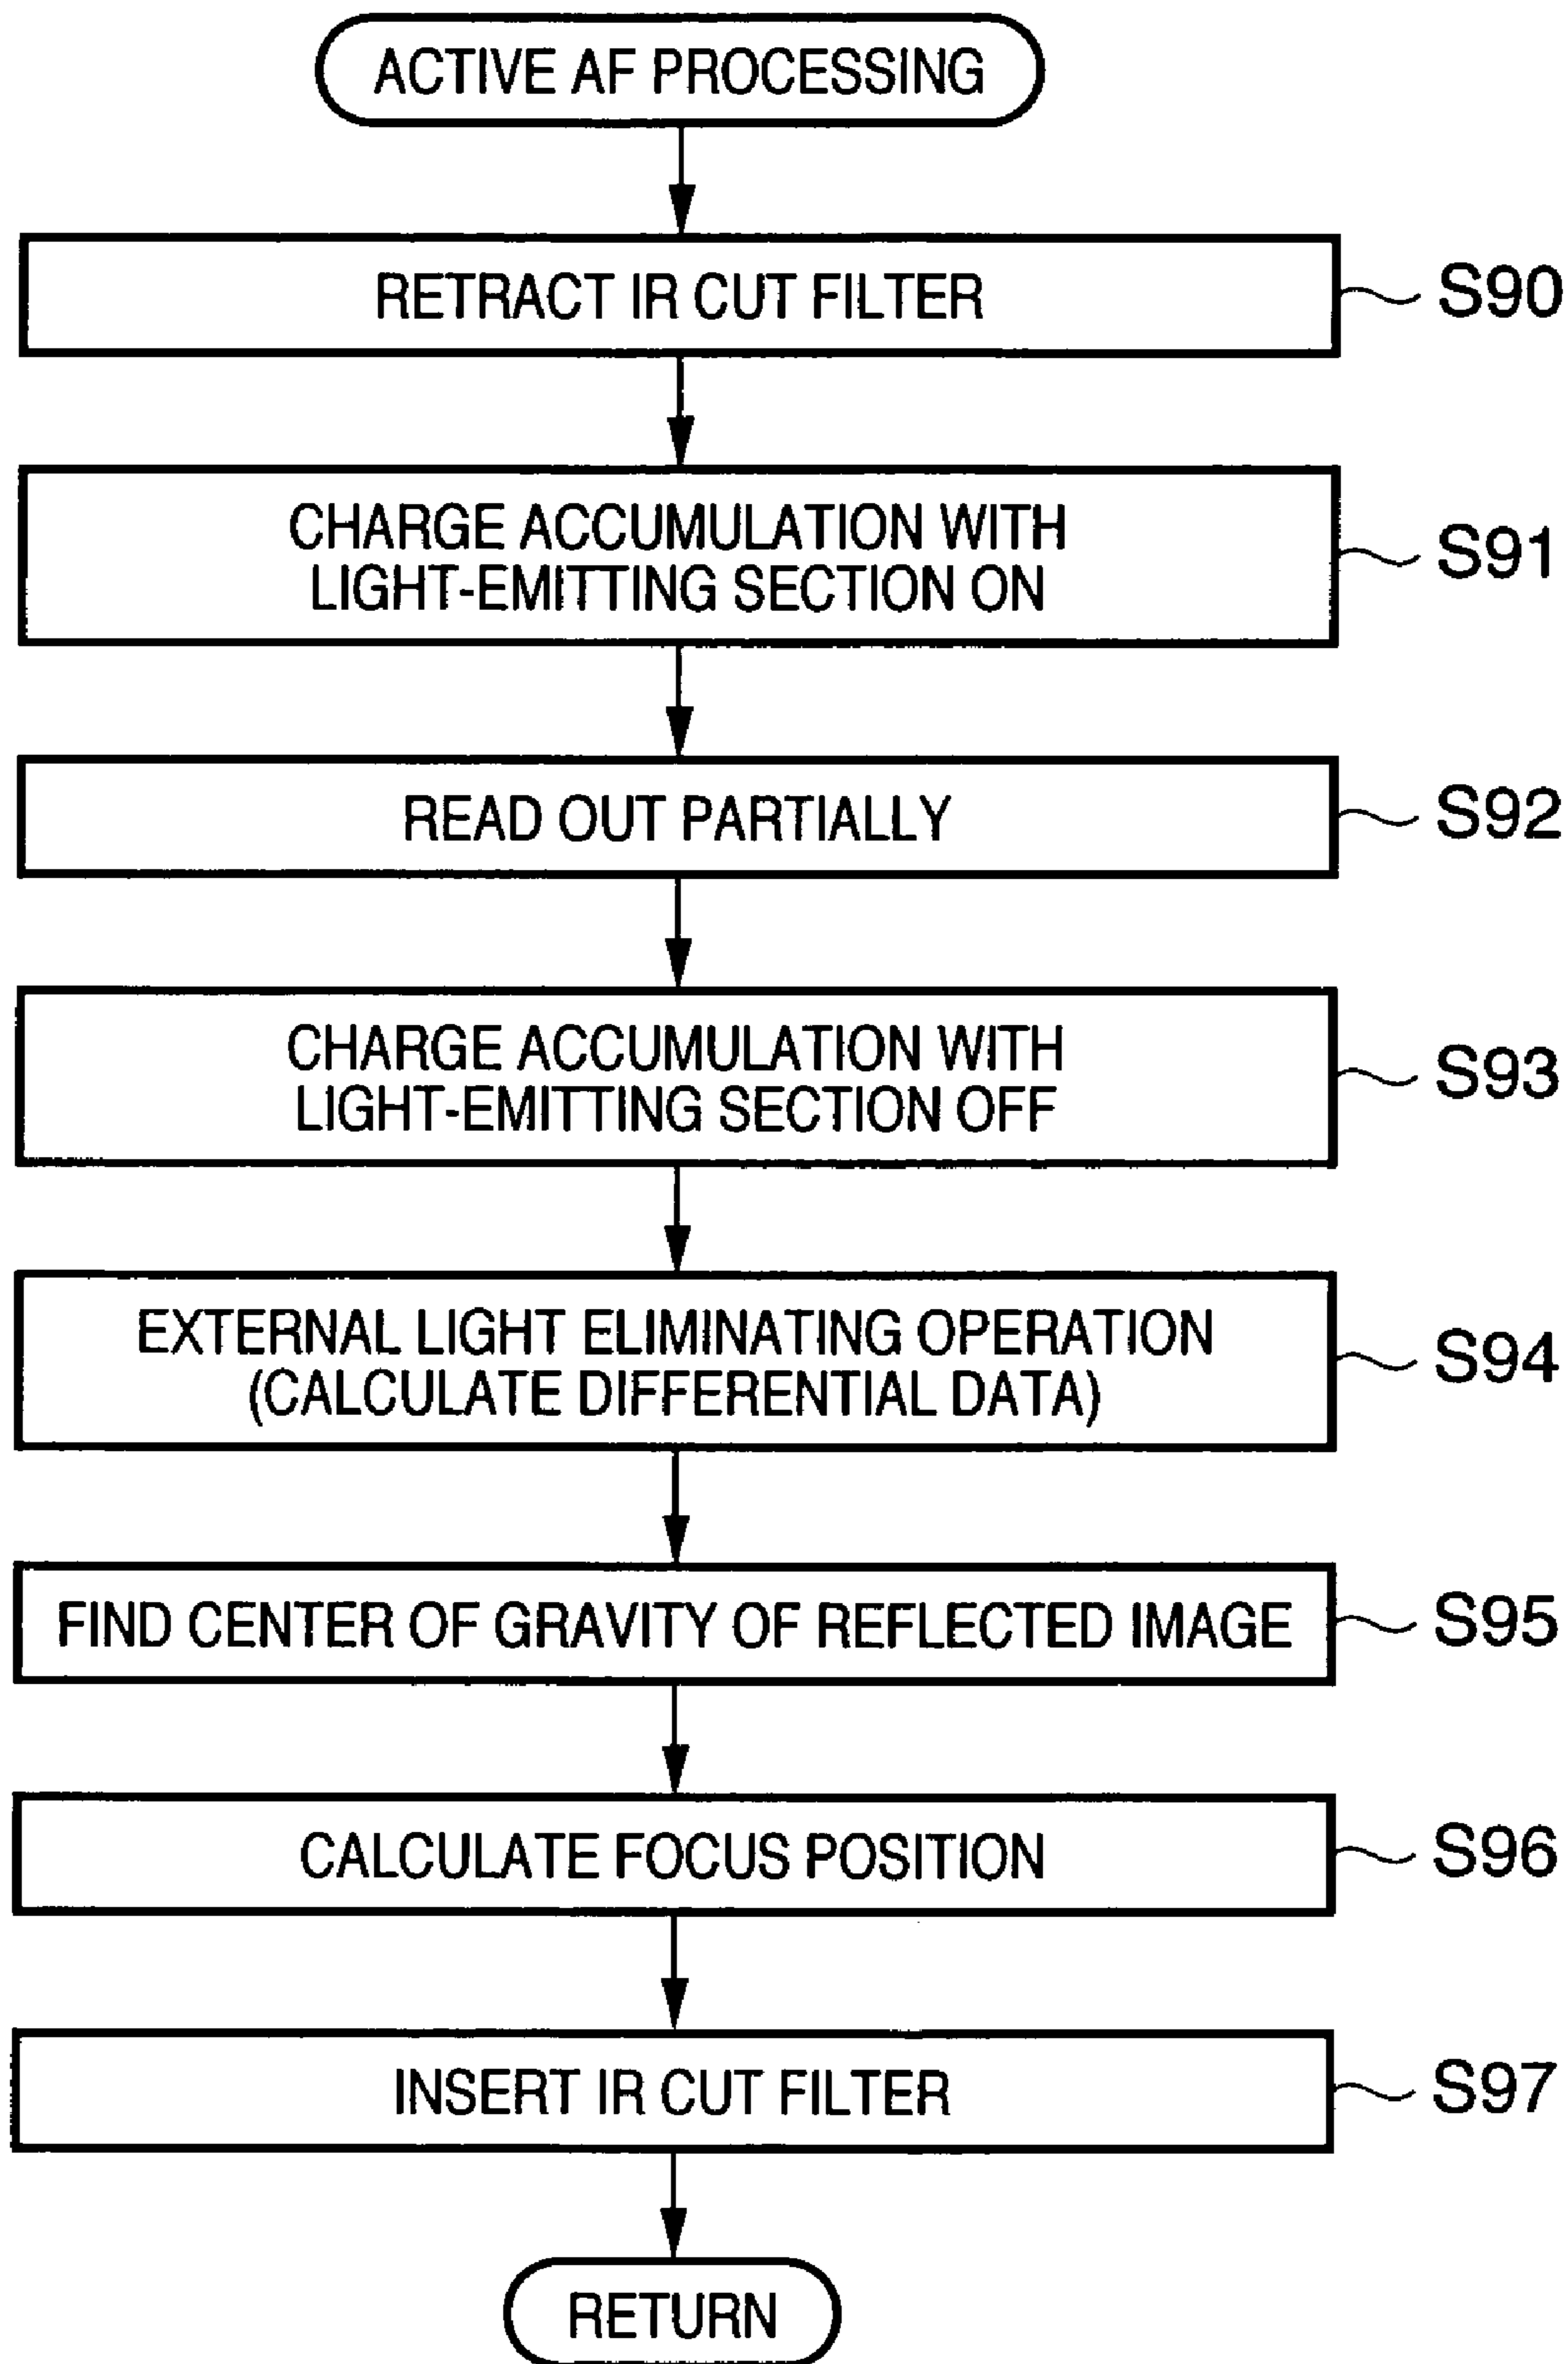 ACTIVE AF PROCESSING
RETRACT IR CUT FILTER
S90
CHARGE ACCUMULATION WITH
LIGHT-EMITTING SECTION ON
S91
READ OUT PARTIALLY
S92
CHARGE ACCUMULATION WITH
LIGHT-EMITTING SECTION OFF
S93
EXTERNAL LIGHT ELIMINATING OPERATION
(CALCULATE DIFFERENTIAL DATA)
S94
FIND CENTER OF GRAVITY OF REFLECTED IMAGE
S95
CALCULATE FOCUS POSITION
S96
INSERT IR CUT FILTER
S97
RETURN